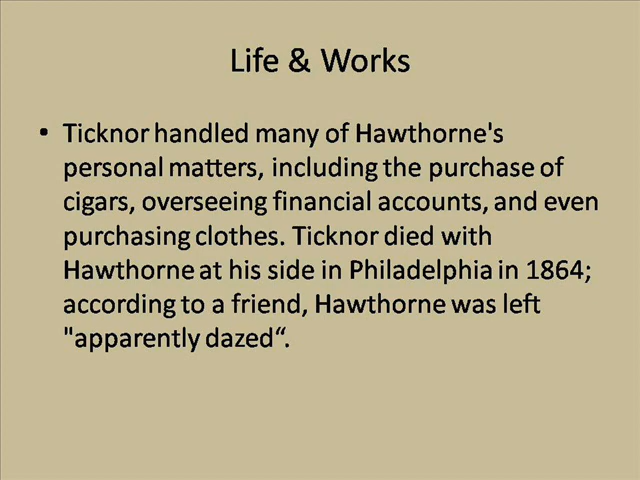 Life & Works
• Ticknor handled many of Hawthorne's
personal matters, including the purchase of
cigars, overseeing financial accounts, and even
purchasing clothes. Ticknor died with
Hawthorne at his side in Philadelphia in 1864;
according to a friend, Hawthorne was left
"apparently dazed“.